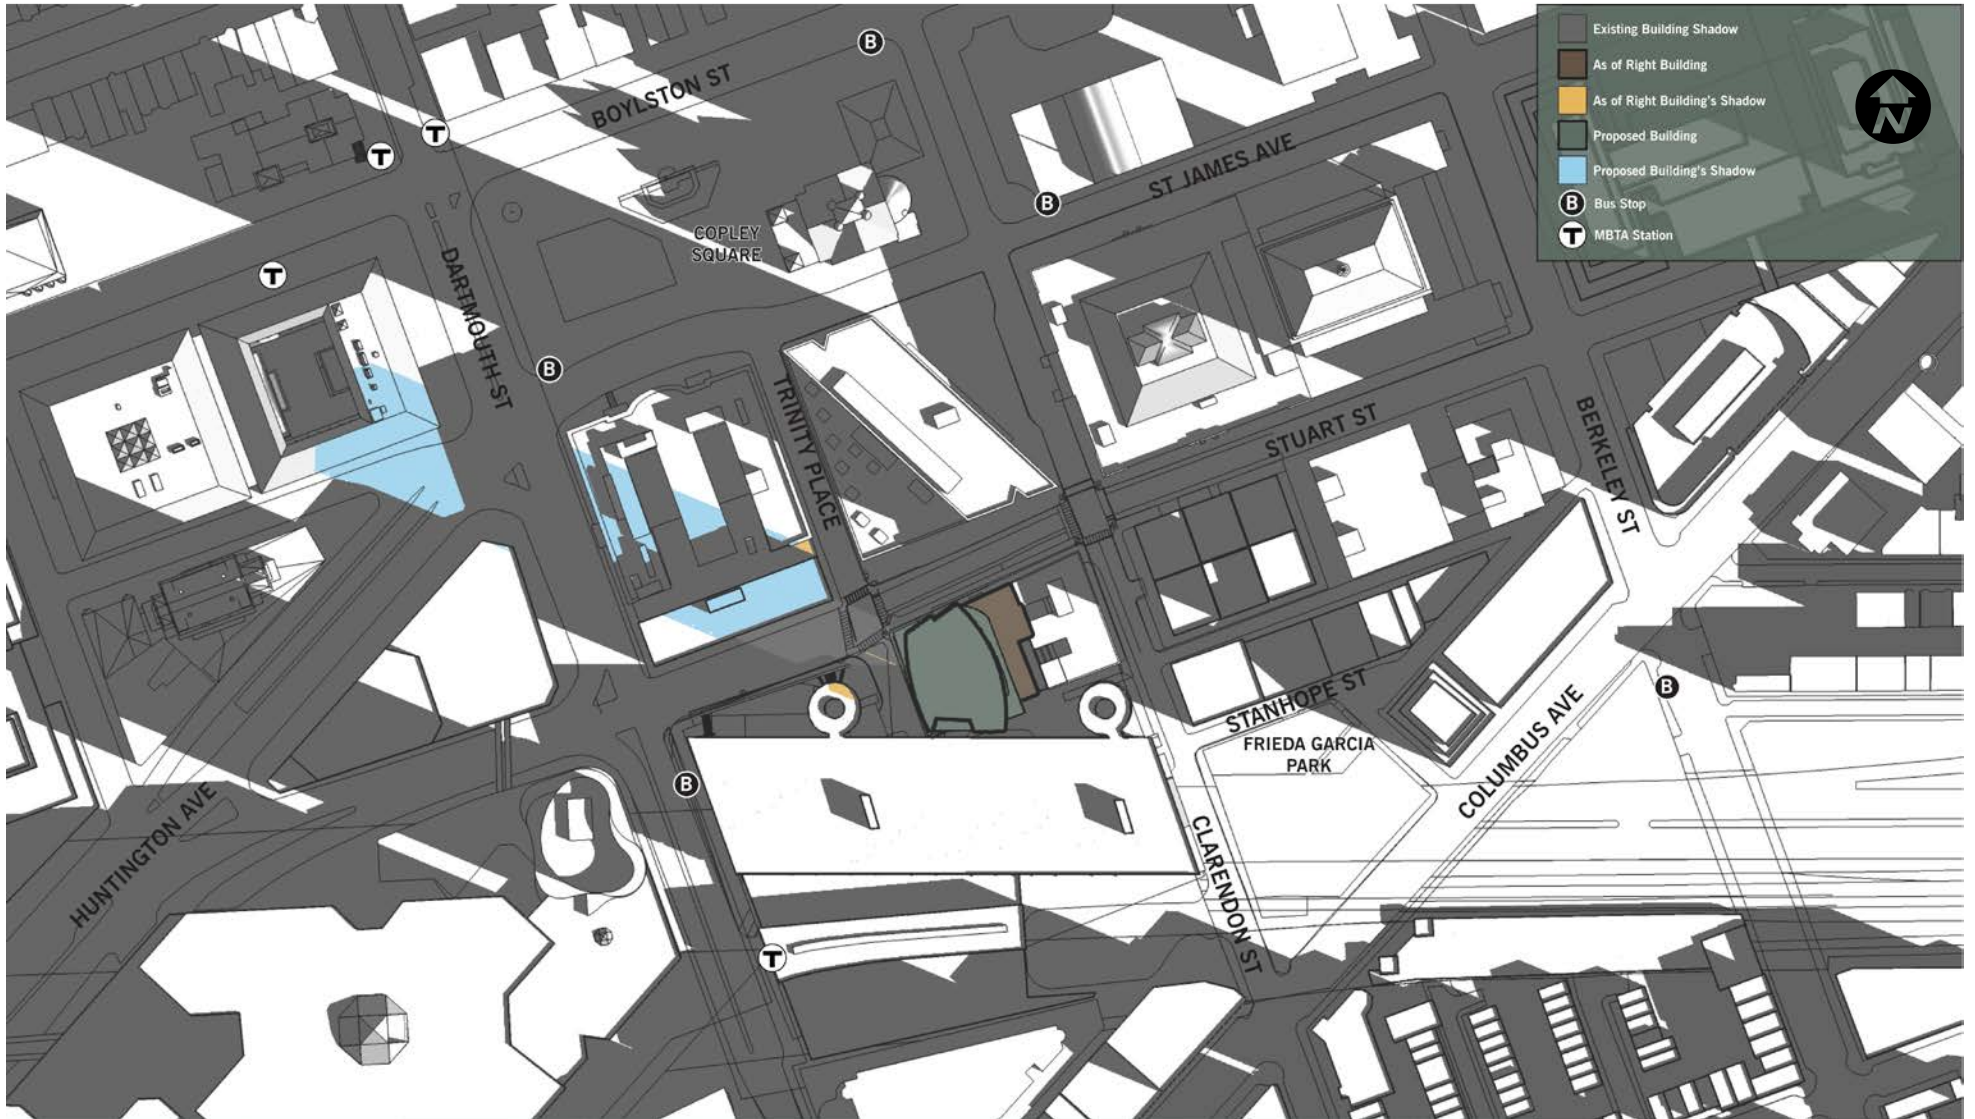 Existing Building Shadow
As of Right Building
As of Right Building's Shadow
Proposed Building
Proposed Building's Shadow
B Bus Stop
T MBTA Station
N
B
BOYLSTON ST
T
T
ST JAMES AVE
B
COPLEY
SQUARE
T
DARTMOUTH ST
B
TRINITY PLACE
STUART ST
BERKELEY ST
STANHOPE ST
B
FRIEDA GARCIA
PARK
COLUMBUS AVE
B
HUNTINGTON AVE
CLARENDON ST
T